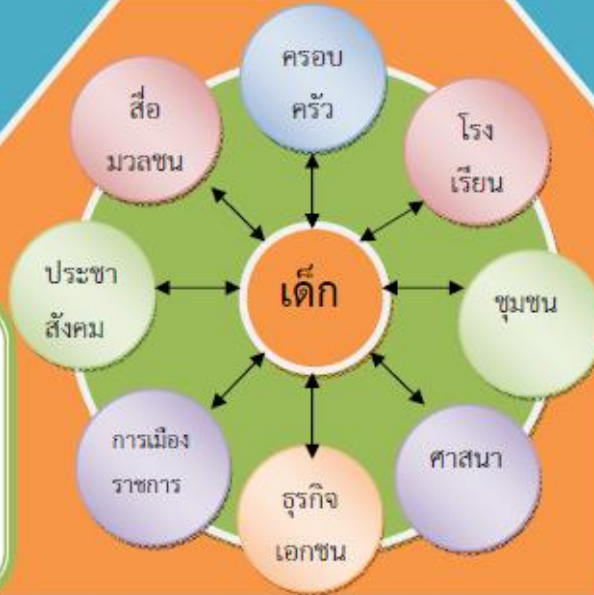 ครอบ
ครัว
โรง
เรียน
ชุมชน
ศาสนา
ธุรกิจ
เอกชน
การเมือง
ราชการ
ประชา
สังคม
สื่อ
มวลชน
เด็ก